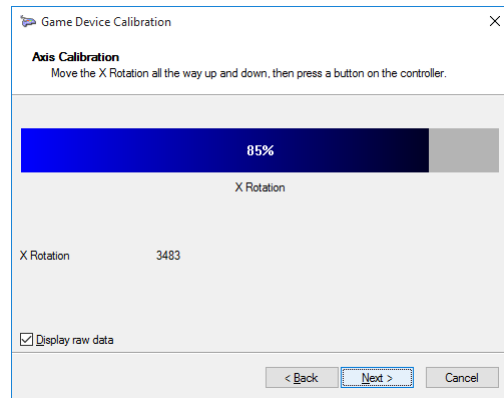 Game Device Calibration
Axis Calibration
Move the X Rotation all the way up and down, then press a button on the controller.
85%
X Rotation
X Rotation 3483
Display raw data
< Back Next > Cancel